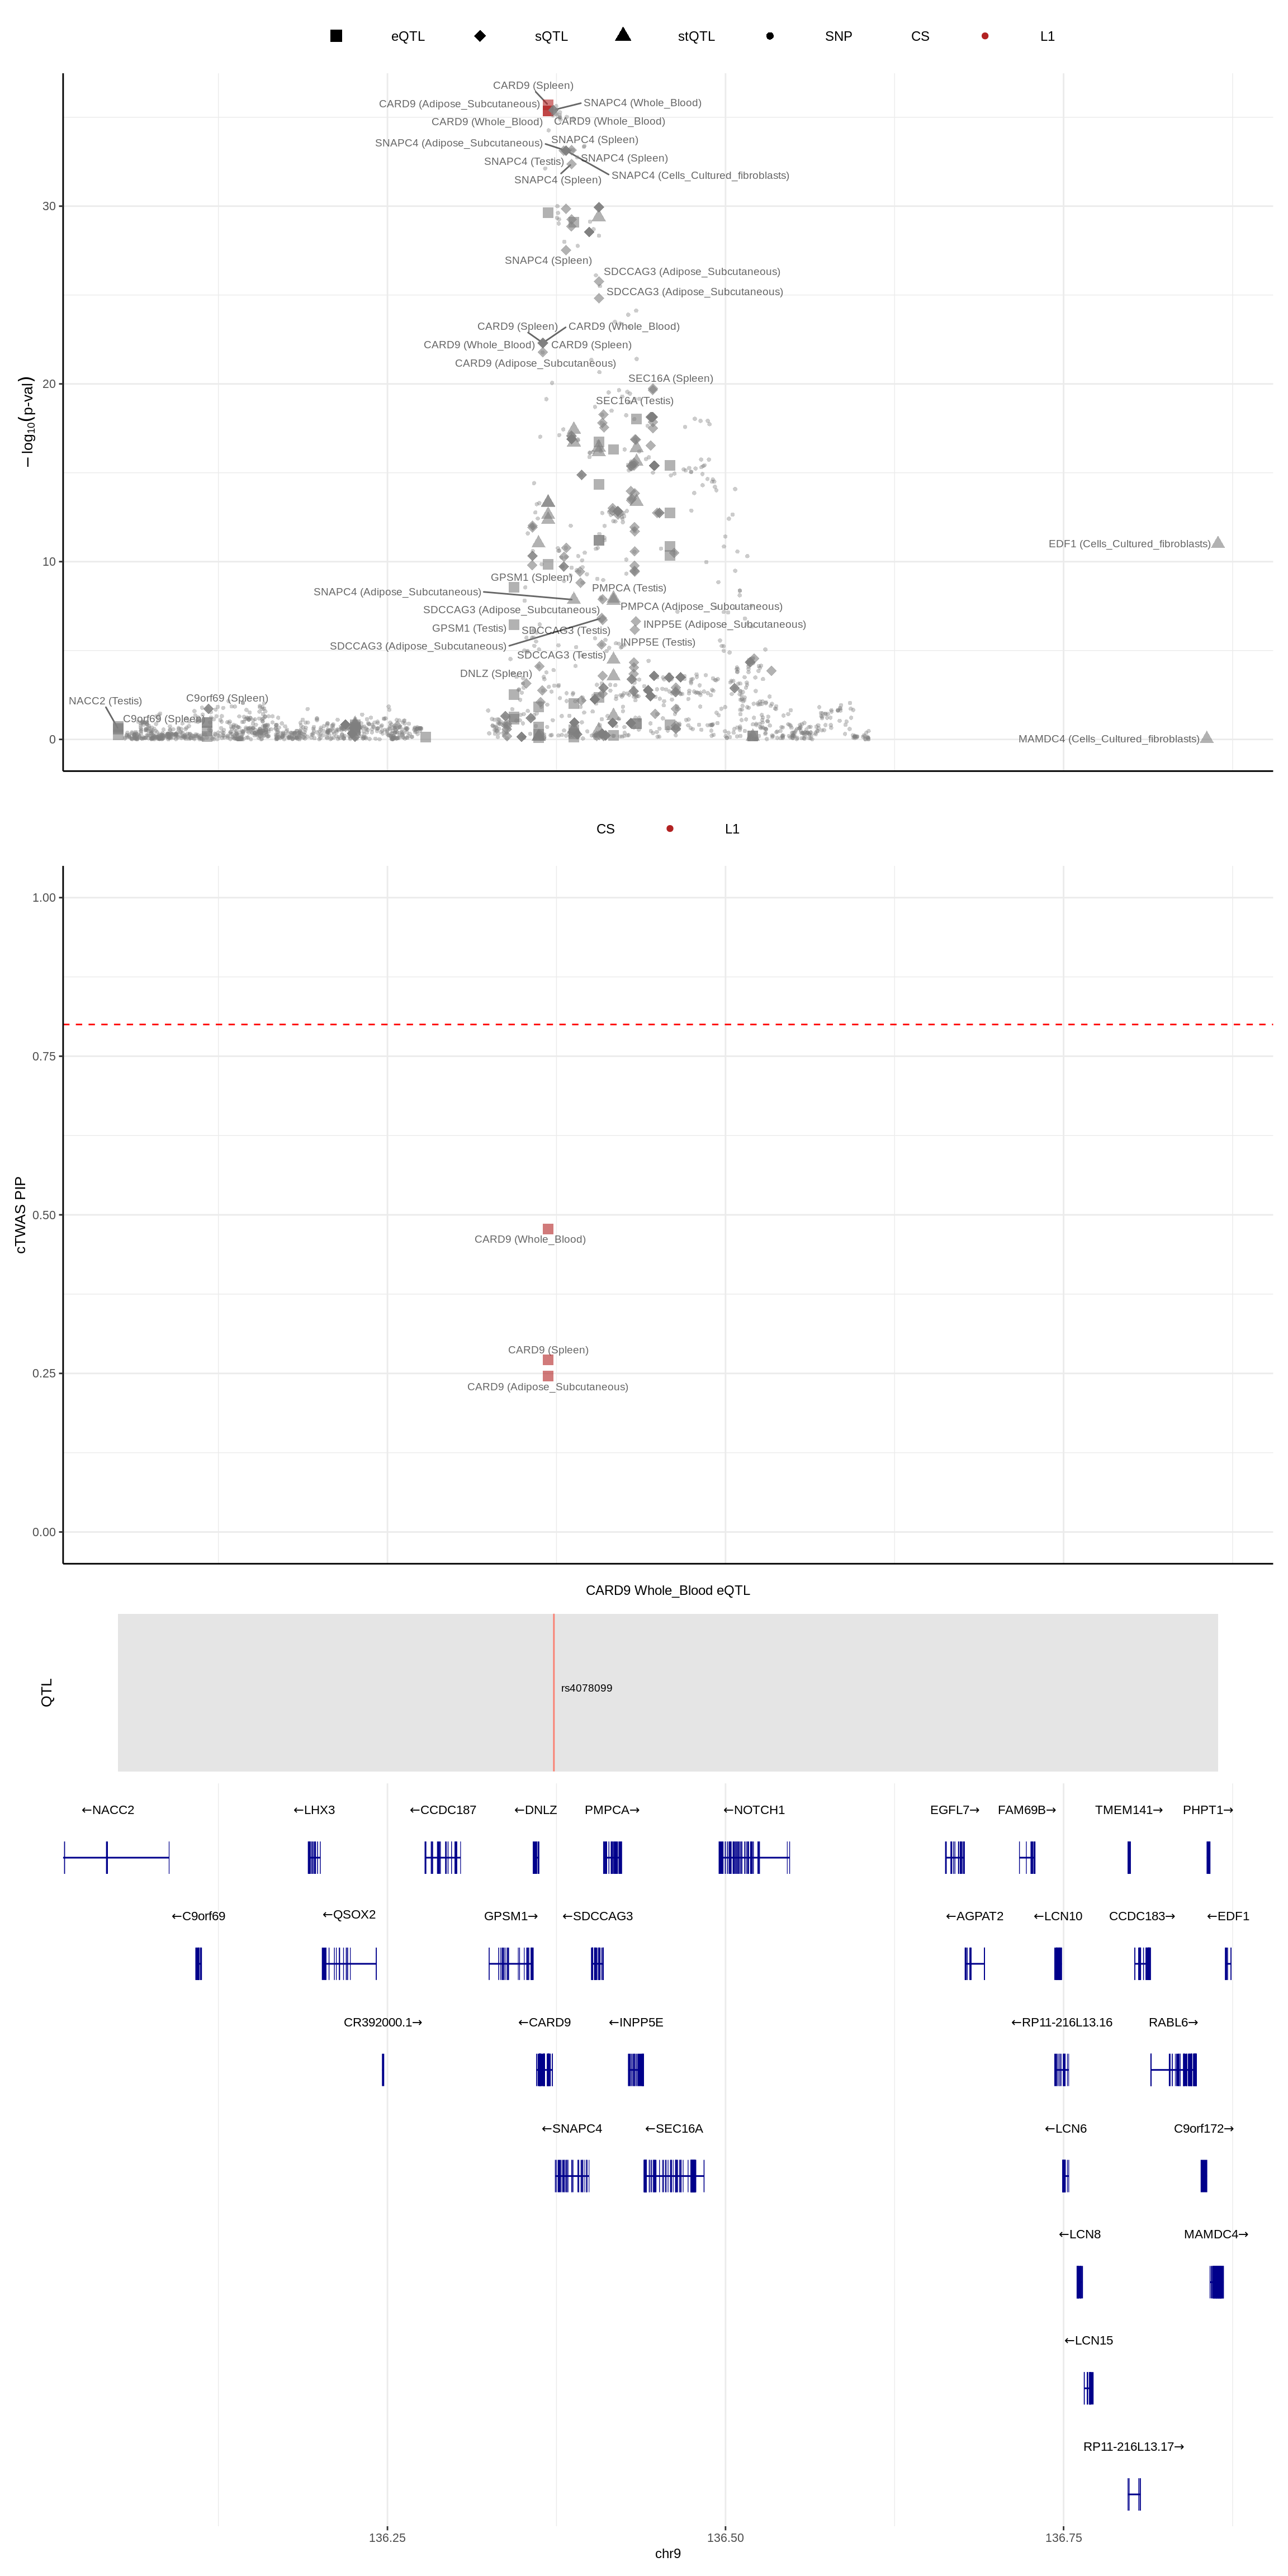 eQTL sQTL stQTL SNP CS L1
CARD9 (Spleen)
CARD9 (Adipose_Subcutaneous) SNAPC4 (Whole_Blood)
CARD9 (Whole_Blood) CARD9 (Whole_Blood)
SNAPC4 (Adipose_Subcutaneous) SNAPC4 (Spleen)
SNAPC4 (Testis) SNAPC4 (Spleen)
SNAPC4 (Spleen) SNAPC4 (Cells_Cultured_fibroblasts)
30
SNAPC4 (Spleen)
SDCCAG3 (Adipose_Subcutaneous)
SDCCAG3 (Adipose_Subcutaneous)
CARD9 (Spleen) CARD9 (Whole_Blood)
CARD9 (Whole_Blood) CARD9 (Spleen)
CARD9 (Adipose_Subcutaneous)
SEC16A (Spleen)
20
SEC16A (Testis)
− log10(p-val)
EDF1 (Cells_Cultured_fibroblasts)
10
GPSM1 (Spleen)
SNAPC4 (Adipose_Subcutaneous) PMPCA (Testis)
SDCCAG3 (Adipose_Subcutaneous) PMPCA (Adipose_Subcutaneous)
GPSM1 (Testis) SDCCAG3 (Testis) INPP5E (Adipose_Subcutaneous)
SDCCAG3 (Adipose_Subcutaneous) INPP5E (Testis)
SDCCAG3 (Testis)
DNLZ (Spleen)
NACC2 (Testis) C9orf69 (Spleen)
C9orf69 (Spleen)
0
MAMDC4 (Cells_Cultured_fibroblasts)
CS L1
1.00
0.75
0.50
CARD9 (Whole_Blood)
cTWAS PIP
CARD9 (Spleen)
0.25
CARD9 (Adipose_Subcutaneous)
0.00
CARD9 Whole_Blood eQTL
QTL
rs4078099
←NACC2 ←LHX3 ←CCDC187 ←DNLZ PMPCA→ ←NOTCH1 EGFL7→ FAM69B→ TMEM141→ PHPT1→
←C9orf69 ←QSOX2 GPSM1→ ←SDCCAG3 ←AGPAT2 ←LCN10 CCDC183→ ←EDF1
CR392000.1→ ←CARD9 ←INPP5E ←RP11-216L13.16 RABL6→
←SNAPC4 ←SEC16A ←LCN6 C9orf172→
←LCN8 MAMDC4→
←LCN15
RP11-216L13.17→
136.25 136.50 136.75
chr9